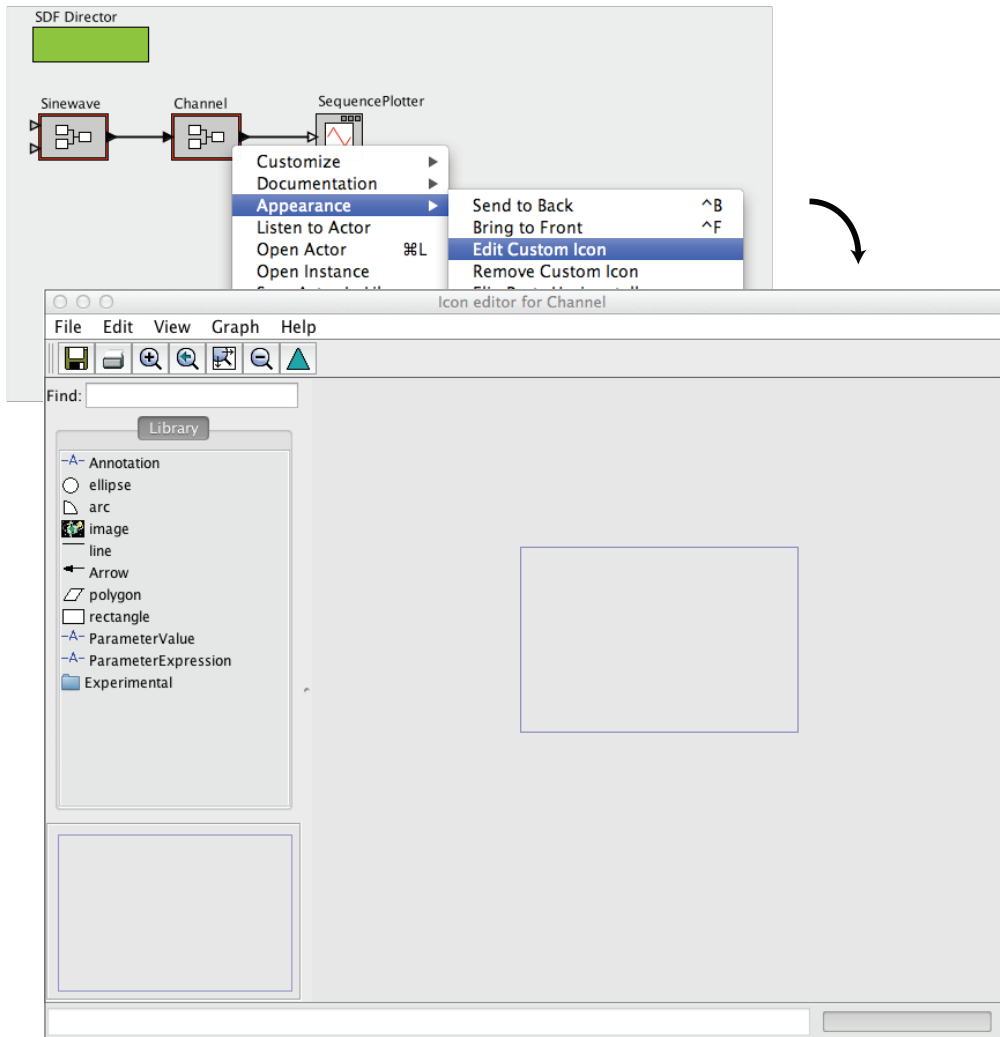 SDF Director
Sinewave
Channel
SequencePlotter
Customize
Documentation
Appearance
Listen to Actor
Open Actor ⌘L
Open Instance
Send to Back ^B
Bring to Front ^F
Edit Custom Icon
Remove Custom Icon
Icon editor for Channel
File Edit View Graph Help
Find:
Library
-A- Annotation
ellipse
arc
image
line
Arrow
polygon
rectangle
-A- ParameterValue
-A- ParameterExpression
Experimental